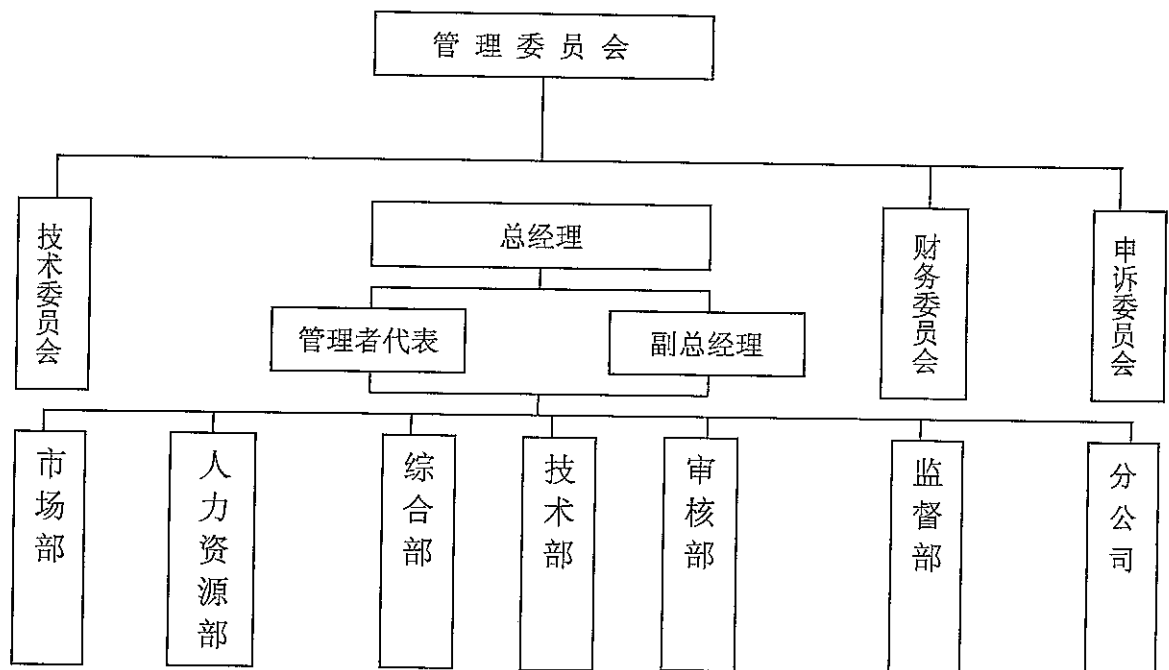 管理委员会
技术委员会
总经理
财务委员会
申诉委员会
管理者代表
副总经理
市场部
人力资源部
综合部
技术部
审核部
监督部
分公司